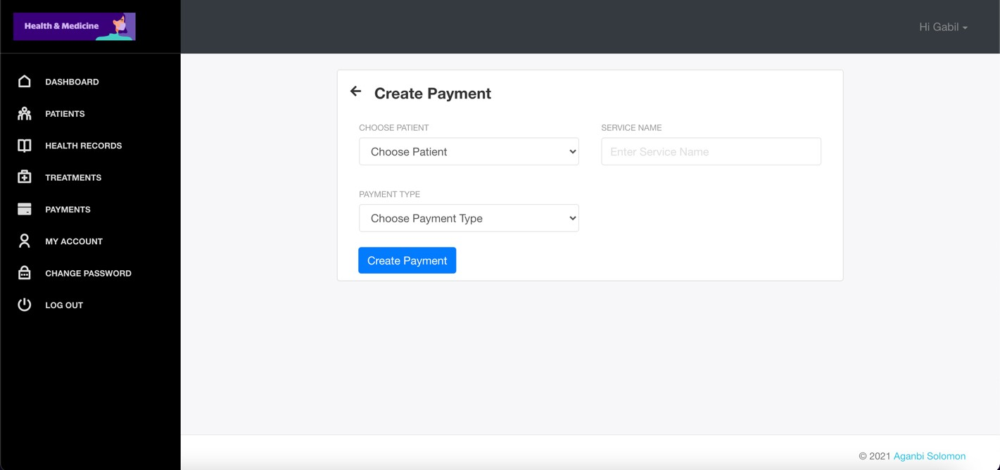 Health & Medicine
Hi Gabil
DASHBOARD
PATIENTS
HEALTH RECORDS
TREATMENTS
PAYMENTS
MY ACCOUNT
CHANGE PASSWORD
LOG OUT
Create Payment
CHOOSE PATIENT
SERVICE NAME
Choose Patient
Enter Service Name
PAYMENT TYPE
Choose Payment Type
Create Payment
© 2021 Aganbi Solomon